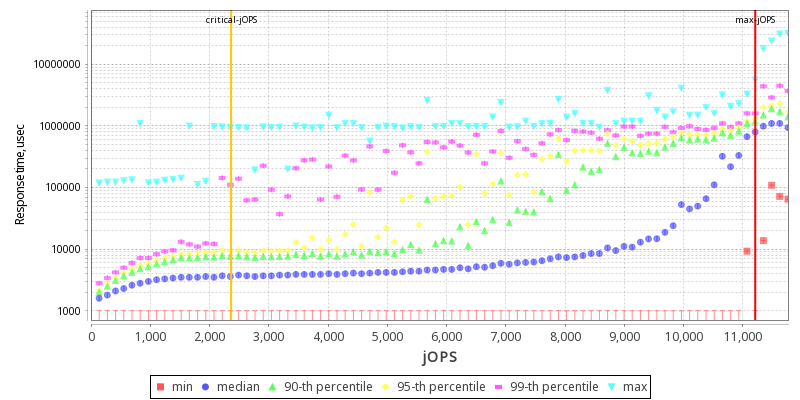 critical-jOPS
max-jOPS
Response time, usec
10000000
1000000
100000
10000
1000
0 1,000 2,000 3,000 4,000 5,000 6,000 7,000 8,000 9,000 10,000 11,000
jOPS
min median 90-th percentile 95-th percentile 99-th percentile max